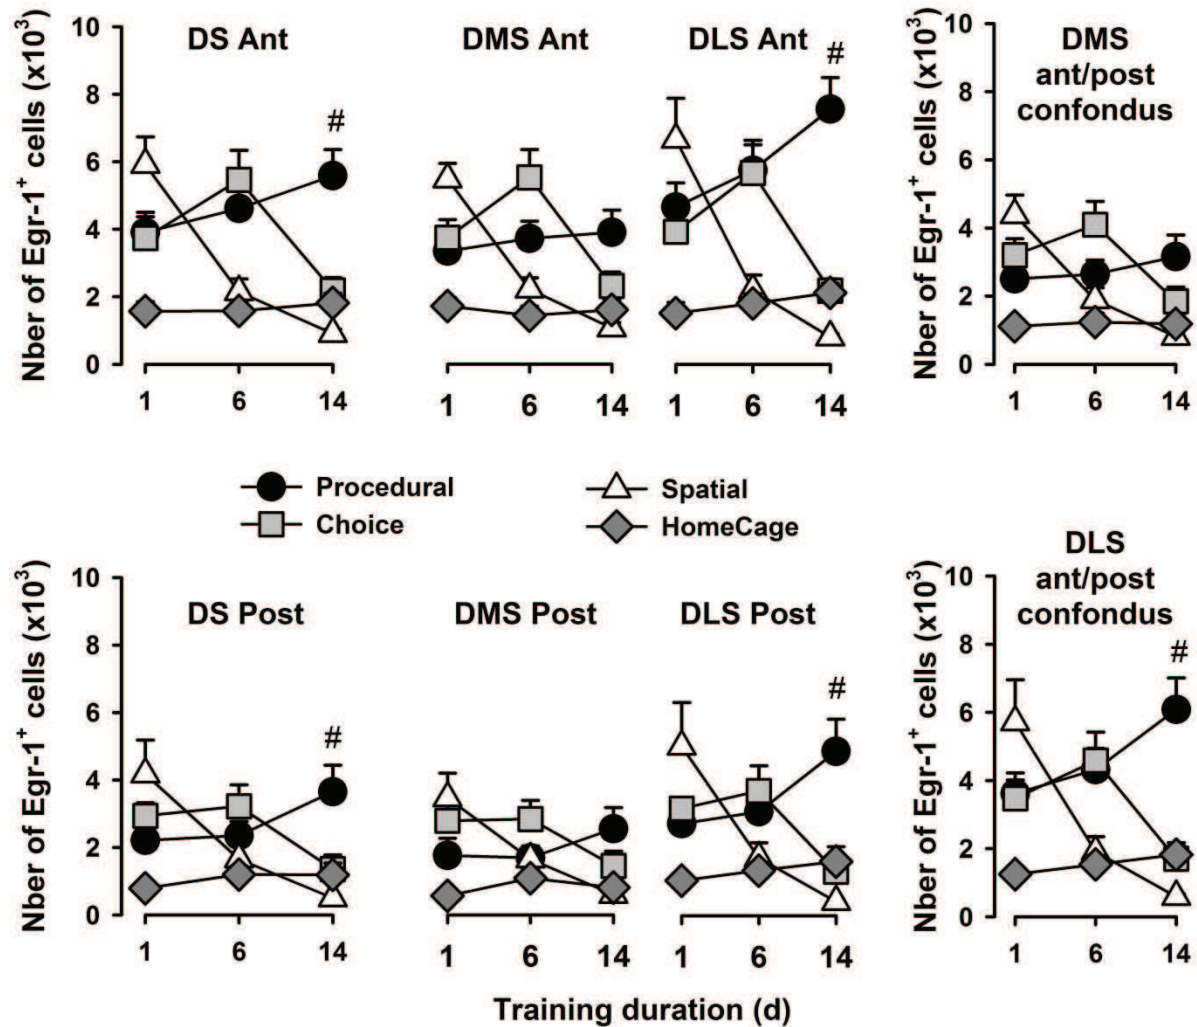 Nber of Egr-1⁺ cells (x10³)
10
8
6
4
2
0
DS Ant
#
1
6
14
DMS Ant
1
6
14
DLS Ant
#
1
6
14
Nber of Egr-1⁺ cells (x10³)
10
8
6
4
2
0
DMS
ant/post
confondus
1
6
14
Procedural
Choice
Spatial
HomeCage
Nber of Egr-1⁺ cells (x10³)
10
8
6
4
2
0
DS Post
#
1
6
14
DMS Post
1
6
14
DLS Post
#
1
6
14
Nber of Egr-1⁺ cells (x10³)
10
8
6
4
2
0
DLS
ant/post
confondus
#
1
6
14
Training duration (d)